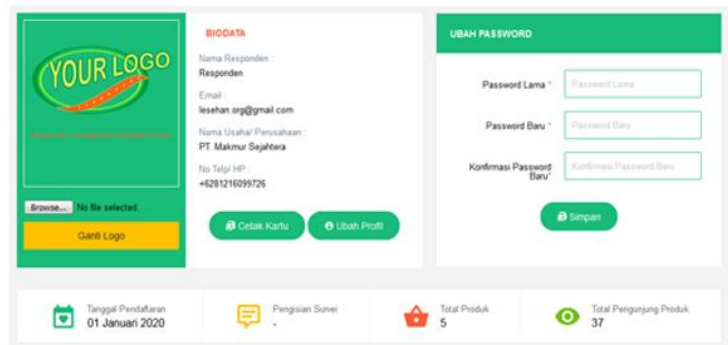 YOUR LOGO
Browse... No file selected.
Ganti Logo
BIODATA
Nama Responden :
Responden
Email :
lesehan.org@gmail.com
Nama Usaha/ Perusahaan :
PT. Makmur Sejahtera
No Telp/ HP :
+6281216099726
Cetak Kartu
Ubah Profil
UBAH PASSWORD
Password Lama *
Password Lama
Password Baru *
Password Baru
Konfirmasi Password
Baru*
Konfirmasi Password Baru
Simpan
Tanggal Pendaftaran
01 Januari 2020
Pengisian Survei
-
Total Produk
5
Total Pengunjung Produk
37